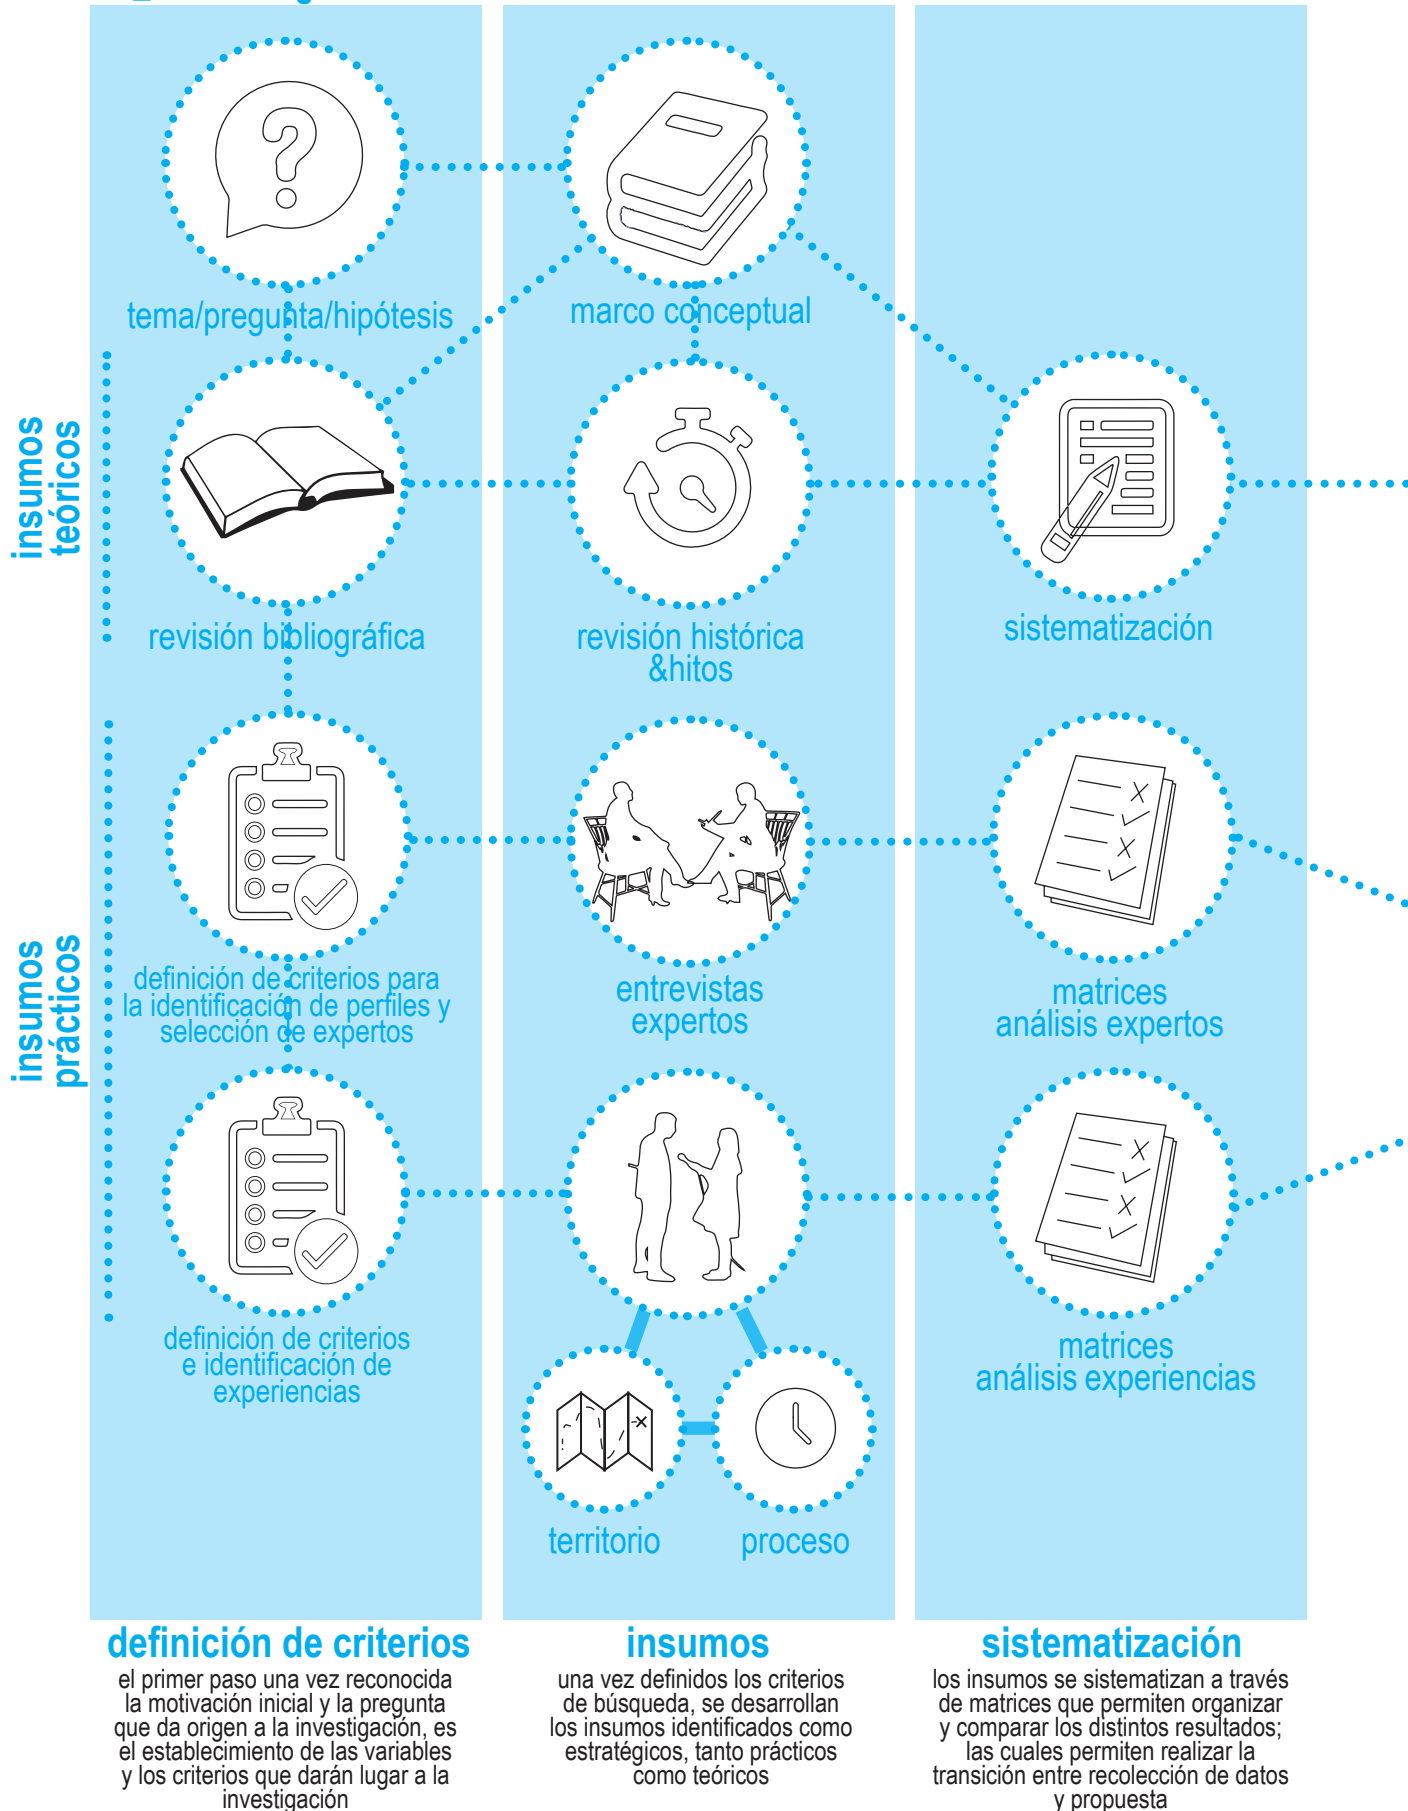 tema/pregunta/hipótesis
marco conceptual
insumos
teóricos
revisión bibliográfica
revisión histórica
&hitos
sistematización
insumos
prácticos
definición de criterios para
la identificación de perfiles y
selección de expertos
entrevistas
expertos
matrices
análisis expertos
definición de criterios
e identificación de
experiencias
territorio
proceso
matrices
análisis experiencias
definición de criterios
el primer paso una vez reconocida
la motivación inicial y la pregunta
que da origen a la investigación, es
el establecimiento de las variables
y los criterios que darán lugar a la
investigación
insumos
una vez definidos los criterios
de búsqueda, se desarrollan
los insumos identificados como
estratégicos, tanto prácticos
como teóricos
sistematización
los insumos se sistematizan a través
de matrices que permiten organizar
y comparar los distintos resultados;
las cuales permiten realizar la
transición entre recolección de datos
y propuesta